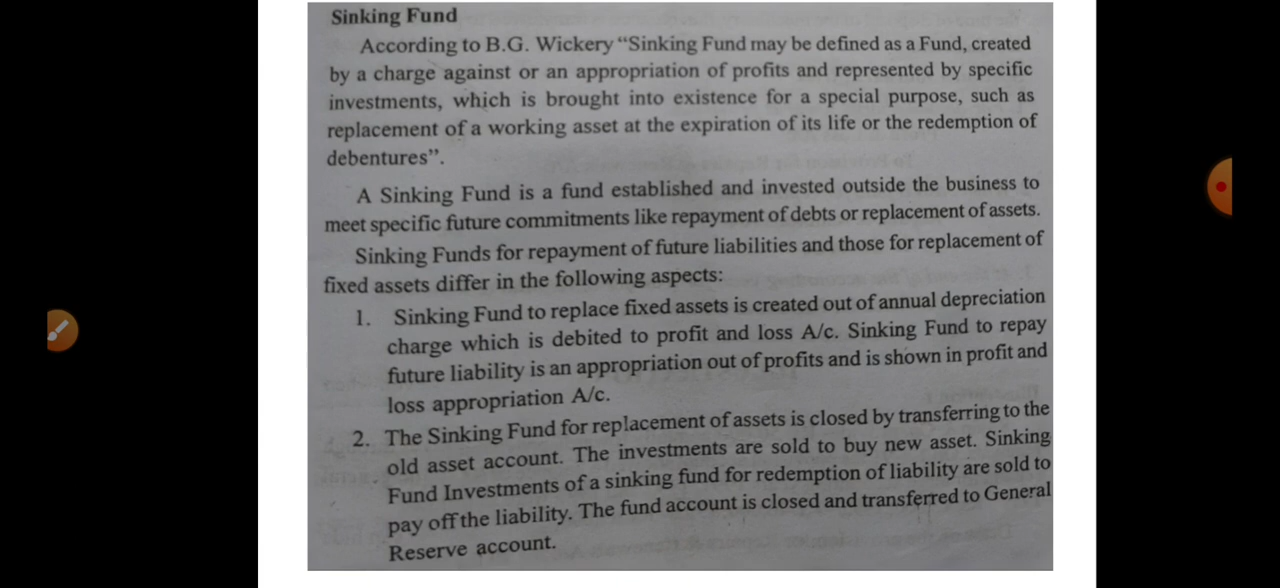 Sinking Fund
According to B.G. Wickery “Sinking Fund may be defined as a Fund, created
by a charge against or an appropriation of profits and represented by specific
investments, which is brought into existence for a special purpose, such as
replacement of a working asset at the expiration of its life or the redemption of
debentures”.
A Sinking Fund is a fund established and invested outside the business to
meet specific future commitments like repayment of debts or replacement of assets.
Sinking Funds for repayment of future liabilities and those for replacement of
fixed assets differ in the following aspects:
1. Sinking Fund to replace fixed assets is created out of annual depreciation
charge which is debited to profit and loss A/c. Sinking Fund to repay
future liability is an appropriation out of profits and is shown in profit and
loss appropriation A/c.
2. The Sinking Fund for replacement of assets is closed by transferring to the
old asset account. The investments are sold to buy new asset. Sinking
Fund Investments of a sinking fund for redemption of liability are sold to
pay off the liability. The fund account is closed and transferred to General
Reserve account.